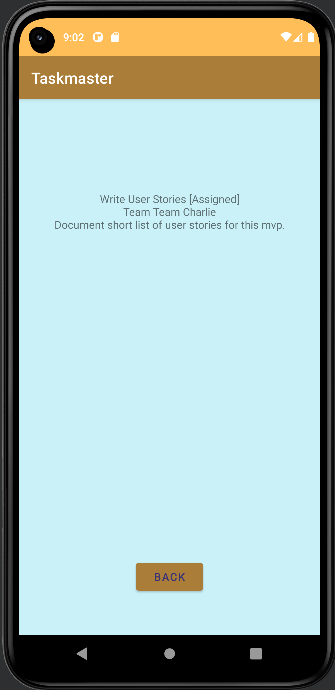 9:02
Taskmaster
Write User Stories [Assigned]
Team Team Charlie
Document short list of user stories for this mvp.
BACK